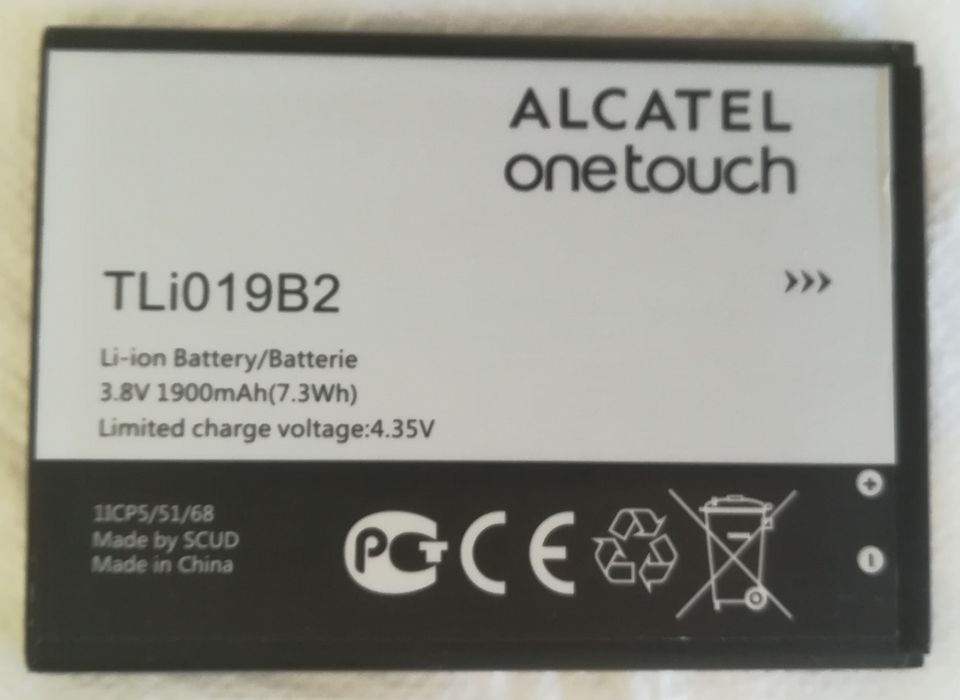 ALCATEL
onetouch
TLi019B2
Li-ion Battery/Batterie
3.8V 1900mAh(7.3Wh)
Limited charge voltage:4.35V
1ICP5/51/68
Made by SCUD
Made in China